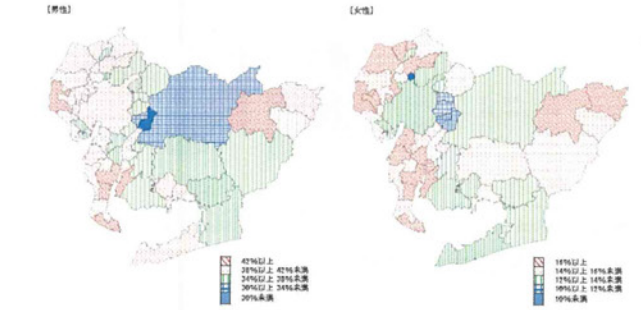 【男性】
【女性】
42%以上
38%以上 42%未満
34%以上 38%未満
30%以上 34%未満
30%未満
16%以上
14%以上 16%未満
12%以上 14%未満
10%以上 12%未満
10%未満